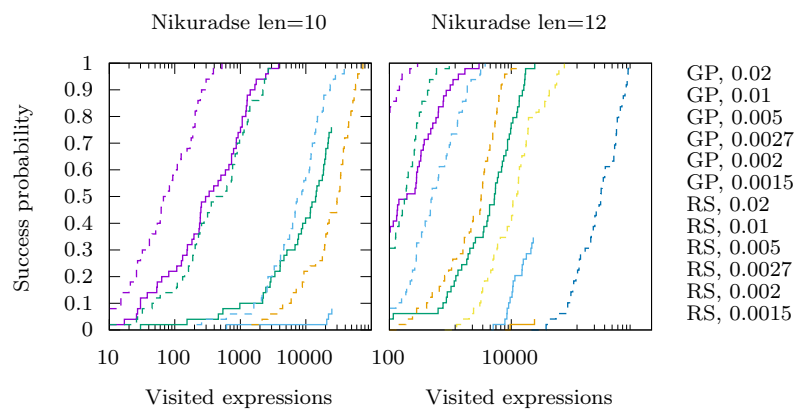 Nikuradse len=10
Nikuradse len=12
Success probability
1
0.9
0.8
0.7
0.6
0.5
0.4
0.3
0.2
0.1
0
10 100 1000 10000
100 10000
Visited expressions
Visited expressions
GP, 0.02
GP, 0.01
GP, 0.005
GP, 0.0027
GP, 0.002
GP, 0.0015
RS, 0.02
RS, 0.01
RS, 0.005
RS, 0.0027
RS, 0.002
RS, 0.0015